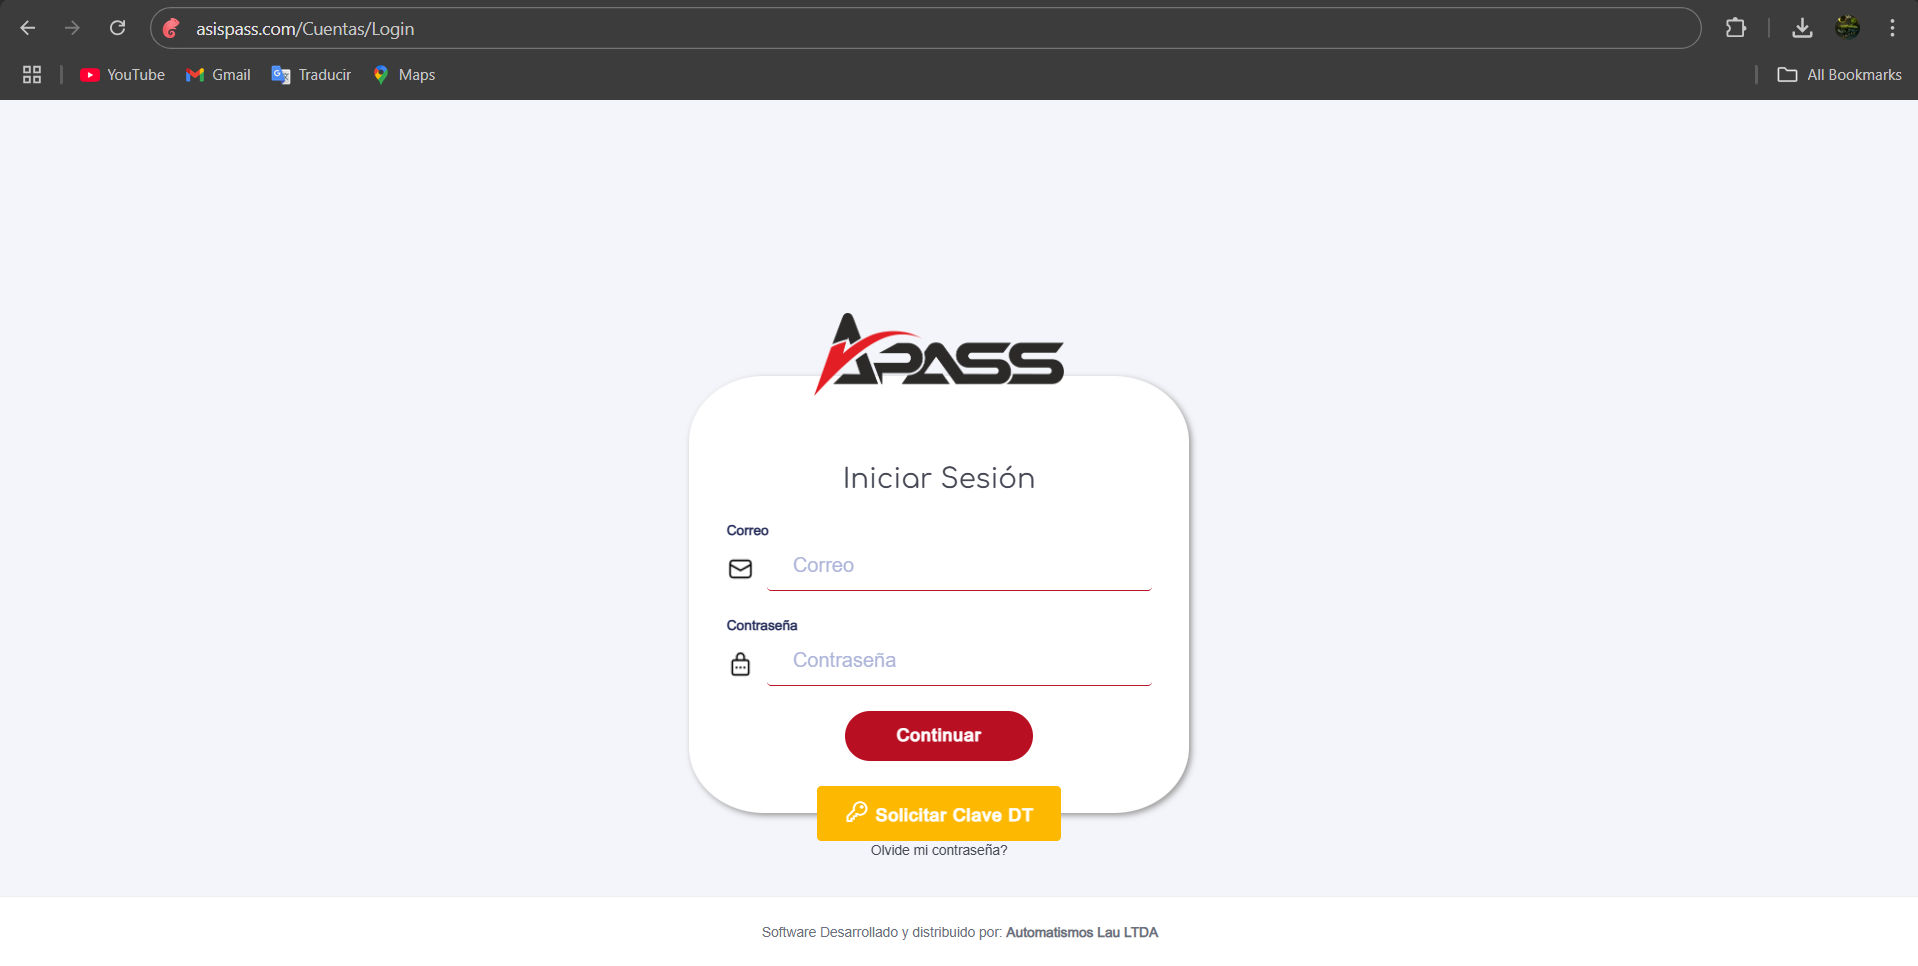 asispass.com/Cuentas/Login
YouTube Gmail Traducir Maps All Bookmarks
APASS
Iniciar Sesión
Correo
Correo
Contraseña
Contraseña
Continuar
Solicitar Clave DT
Olvide mi contraseña?
Software Desarrollado y distribuido por: Automatismos Lau LTDA